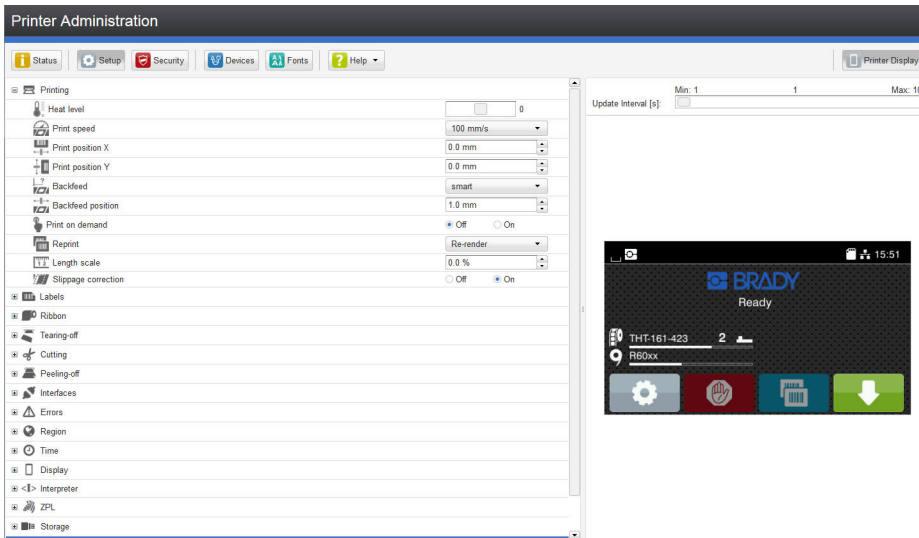 Printer Administration
Status Setup Security Devices Fonts Help Printer Display
Printing
Heat level 0
Print speed 100 mm/s
Print position X 0.0 mm
Print position Y 0.0 mm
Backfeed smart
Backfeed position 1.0 mm
Print on demand Off On
Reprint Re-render
Length scale 0.0 %
Slippage correction Off On
Labels
Ribbon
Tearing-off
Cutting
Peeling-off
Interfaces
Errors
Region
Time
Display
Interpreter
ZPL
Storage
Min: 1 1 Max: 10
Update Interval [s]:
15:51
BRADY
Ready
THT-161-423 2
R60xx